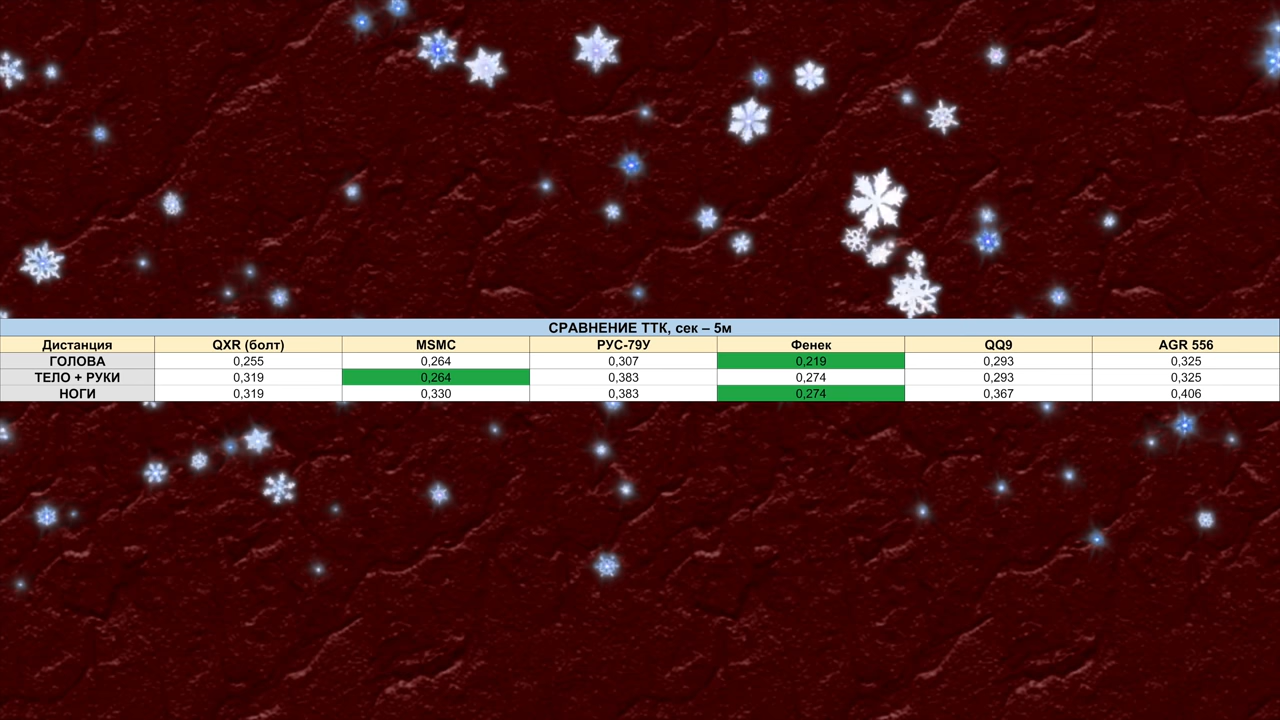 СРАВНЕНИЕ ТТК, сек – 5м
Дистанция QXR (болт) MSMC РУС-79У Фенек QQ9 AGR 556
ГОЛОВА 0,255 0,264 0,307 0,219 0,293 0,325
ТЕЛО + РУКИ 0,319 0,264 0,383 0,274 0,293 0,325
НОГИ 0,319 0,330 0,383 0,274 0,367 0,406